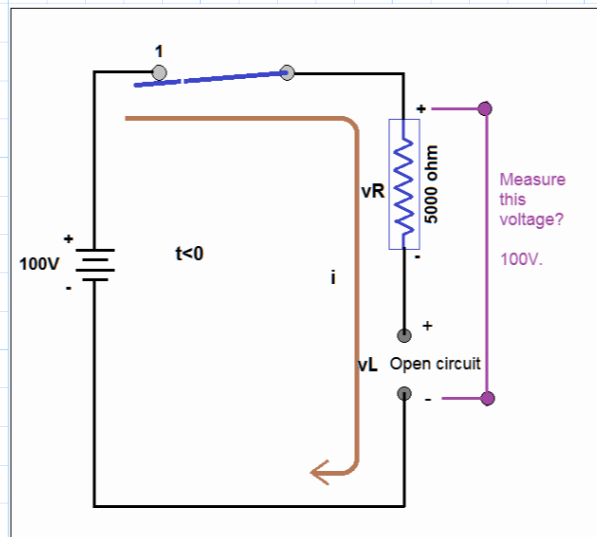 1
+
vR
5000 ohm
-
Measure
this
voltage?
100V.
+
100V
-
t<0
i
+
vL
Open circuit
-